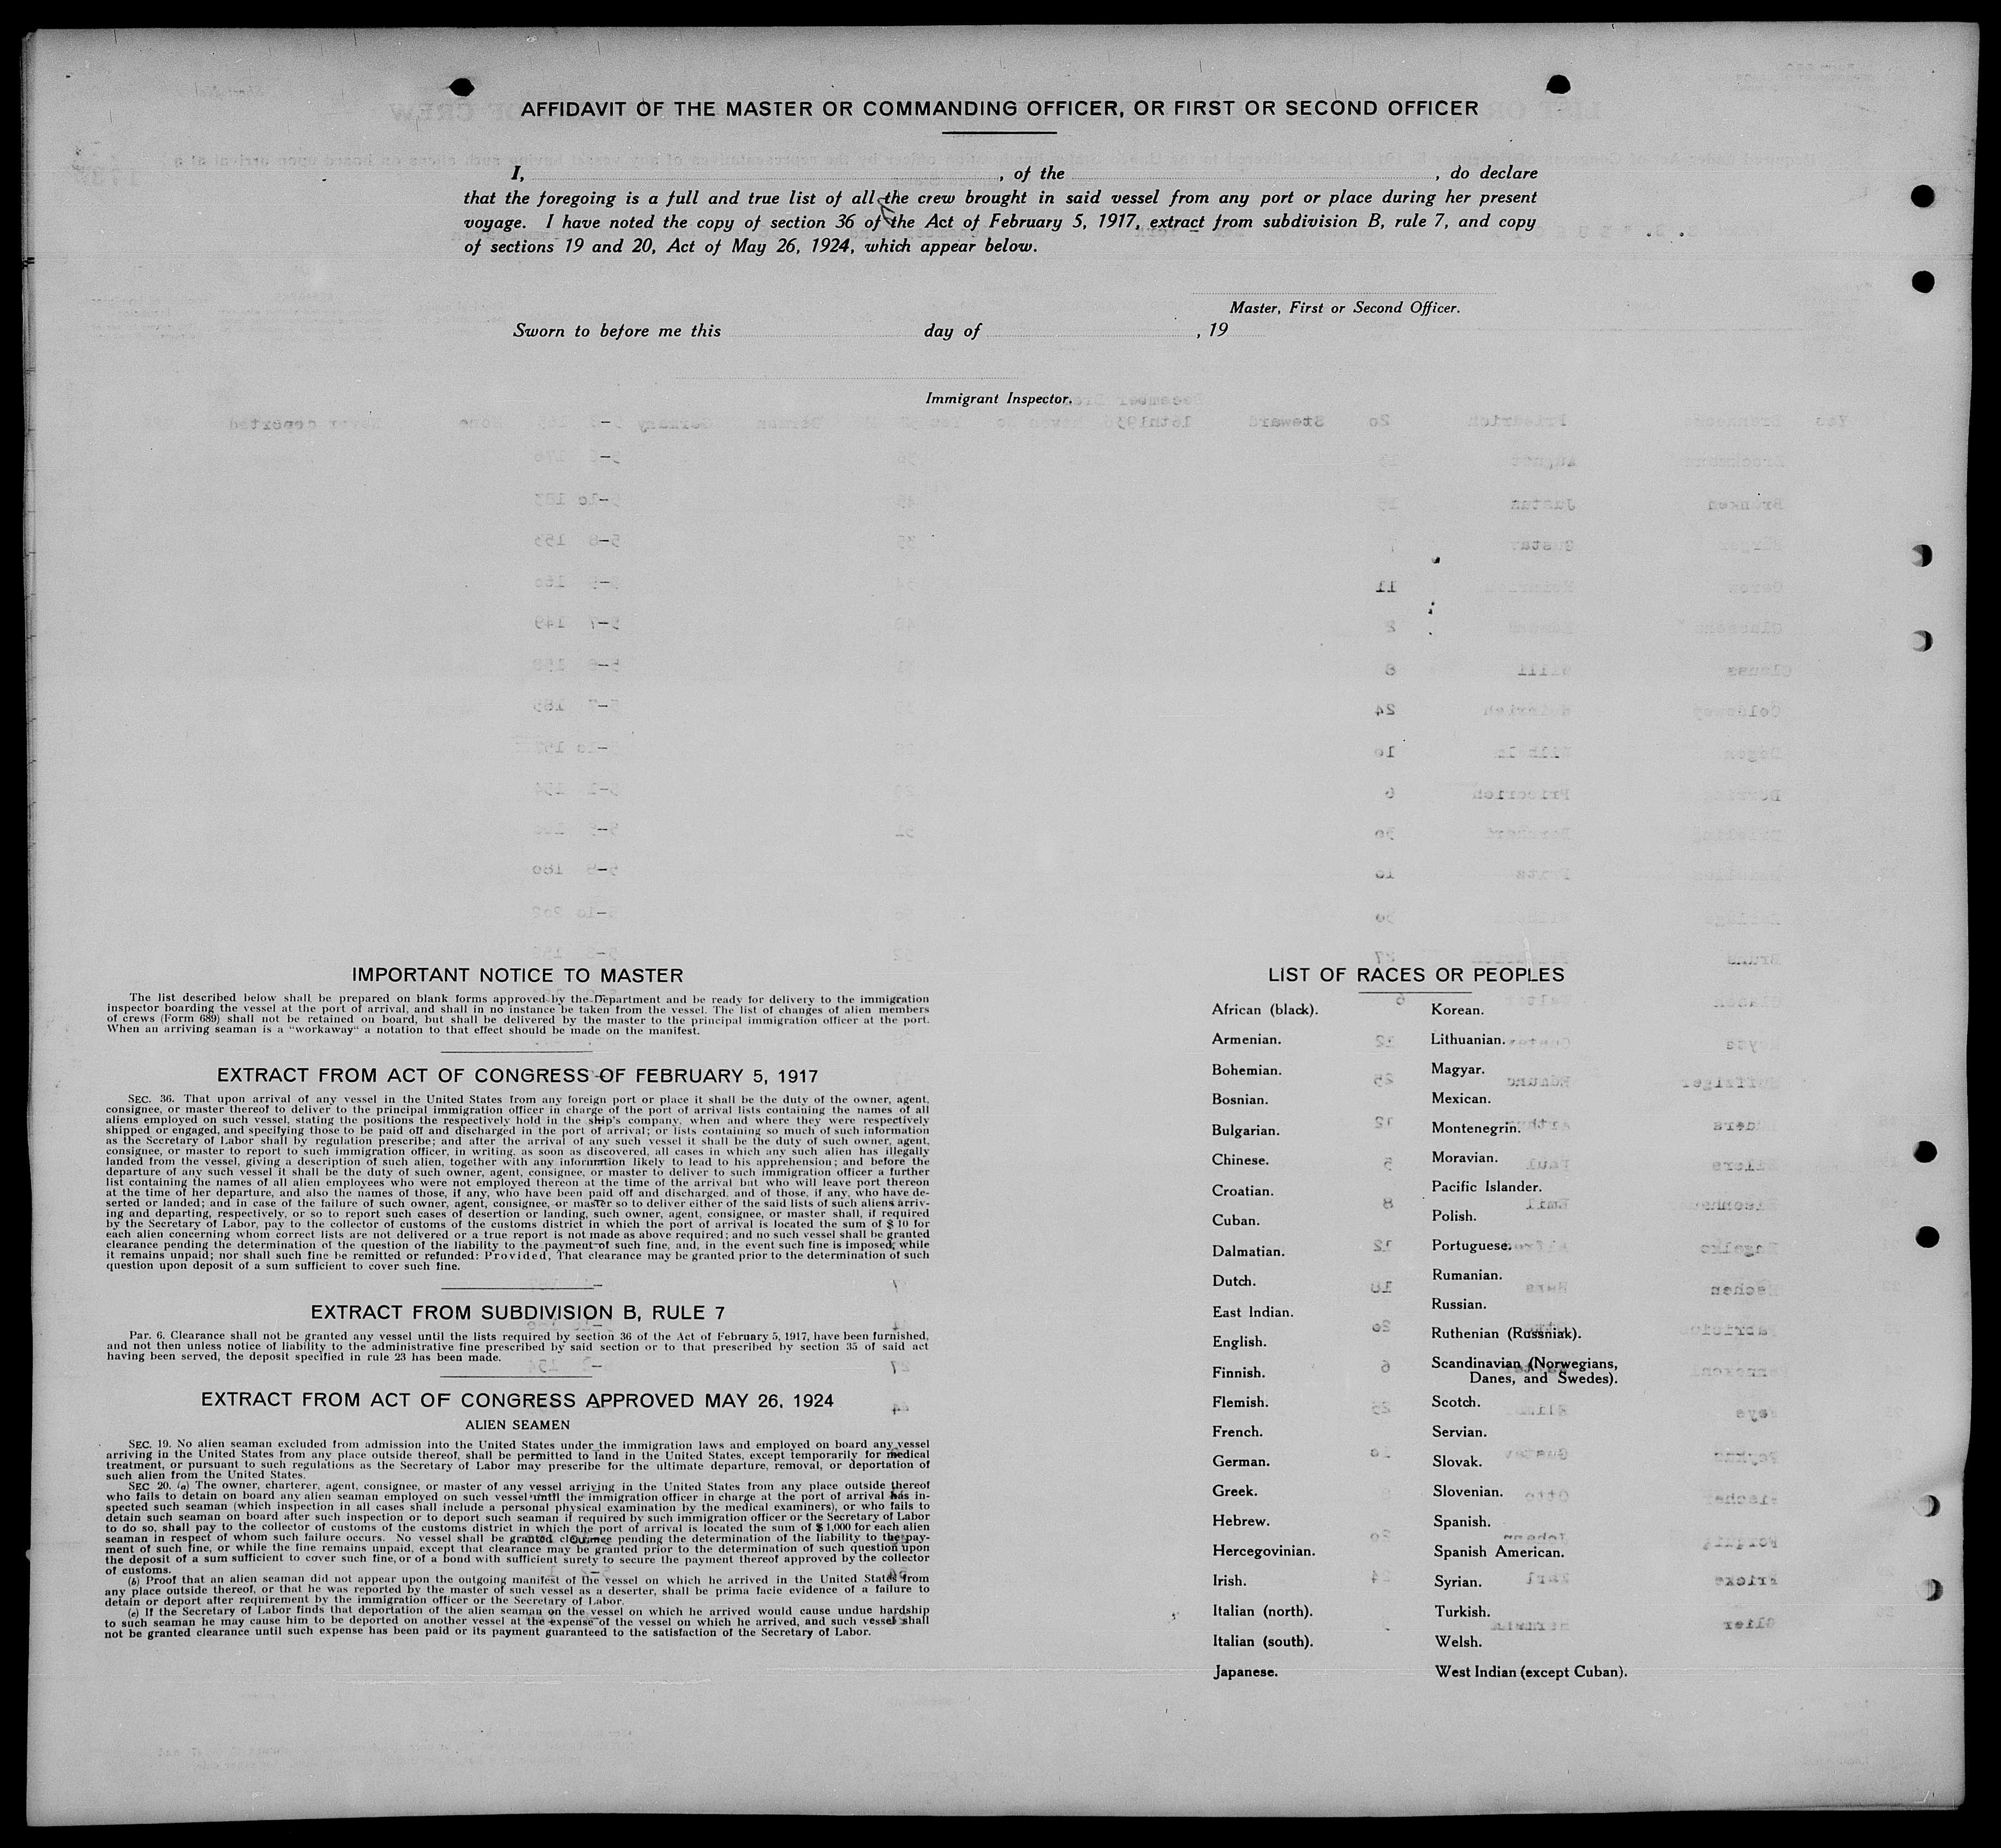 AFFIDAVIT OF THE MASTER OR COMMANDING OFFICER, OR FIRST OR SECOND OFFICER
I, , of the , do declare
that the foregoing is a full and true list of all the crew brought in said vessel from any port or place during her present
voyage. I have noted the copy of section 36 of the Act of February 5, 1917, extract from subdivision B, rule 7, and copy
of sections 19 and 20, Act of May 26, 1924, which appear below.
Master, First or Second Officer.
Sworn to before me this day of , 19
Immigrant Inspector.
IMPORTANT NOTICE TO MASTER
The list described below shall be prepared on blank forms approved by the Department and be ready for delivery to the immigration
inspector boarding the vessel at the port of arrival, and shall in no instance be taken from the vessel. The list of changes of alien members
of crews (Form 689) shall not be retained on board, but shall be delivered by the master to the principal immigration officer at the port.
When an arriving seaman is a "workaway" a notation to that effect should be made on the manifest.
EXTRACT FROM ACT OF CONGRESS OF FEBRUARY 5, 1917
SEC. 36. That upon arrival of any vessel in the United States from any foreign port or place it shall be the duty of the owner, agent,
consignee, or master thereof to deliver to the principal immigration officer in charge of the port of arrival lists containing the names of all
aliens employed on such vessel, stating the positions the respectively hold in the ship's company, when and where they were respectively
shipped or engaged, and specifying those to be paid off and discharged in the port of arrival; or lists containing so much of such information
as the Secretary of Labor shall by regulation prescribe; and after the arrival of any such vessel it shall be the duty of such owner, agent,
consignee, or master to report to such immigration officer, in writing, as soon as discovered, all cases in which any such alien has illegally
landed from the vessel, giving a description of such alien, together with any information likely to lead to his apprehension; and before the
departure of any such vessel it shall be the duty of such owner, agent, consignee, or master to deliver to such immigration officer a further
list containing the names of all alien employees who were not employed thereon at the time of the arrival but who will leave port thereon
at the time of her departure, and also the names of those, if any, who have been paid off and discharged, and of those, if any, who have de-
serted or landed; and in case of the failure of such owner, agent, consignee, or master so to deliver either of the said lists of such aliens arriv-
ing and departing, respectively, or so to report such cases of desertion or landing, such owner, agent, consignee, or master shall, if required
by the Secretary of Labor, pay to the collector of customs of the customs district in which the port of arrival is located the sum of $ 10 for
each alien concerning whom correct lists are not delivered or a true report is not made as above required; and no such vessel shall be granted
clearance pending the determination of the question of the liability to the payment of such fine, and, in the event such fine is imposed, while
it remains unpaid; nor shall such fine be remitted or refunded: Provided, That clearance may be granted prior to the determination of such
question upon deposit of a sum sufficient to cover such fine.
EXTRACT FROM SUBDIVISION B, RULE 7
Par. 6. Clearance shall not be granted any vessel until the lists required by section 36 of the Act of February 5, 1917, have been furnished,
and not then unless notice of liability to the administrative fine prescribed by said section or to that prescribed by section 35 of said act
having been served, the deposit specified in rule 23 has been made.
EXTRACT FROM ACT OF CONGRESS APPROVED MAY 26, 1924
ALIEN SEAMEN
SEC. 19. No alien seaman excluded from admission into the United States under the immigration laws and employed on board any vessel
arriving in the United States from any place outside thereof, shall be permitted to land in the United States, except temporarily for medical
treatment, or pursuant to such regulations as the Secretary of Labor may prescribe for the ultimate departure, removal, or deportation of
such alien from the United States.
SEC 20. (a) The owner, charterer, agent, consignee, or master of any vessel arriving in the United States from any place outside thereof
who fails to detain on board any alien seaman employed on such vessel until the immigration officer in charge at the port of arrival has in-
spected such seaman (which inspection in all cases shall include a personal physical examination by the medical examiners), or who fails to
detain such seaman on board after such inspection or to deport such seaman if required by such immigration officer or the Secretary of Labor
to do so, shall pay to the collector of customs of the customs district in which the port of arrival is located the sum of $ 1,000 for each alien
seaman in respect of whom such failure occurs. No vessel shall be granted clearance pending the determination of the liability to the pay-
ment of such fine, or while the fine remains unpaid, except that clearance may be granted prior to the determination of such question upon
the deposit of a sum sufficient to cover such fine, or of a bond with sufficient surety to secure the payment thereof approved by the collector
of customs.
(b) Proof that an alien seaman did not appear upon the outgoing manifest of the vessel on which he arrived in the United States from
any place outside thereof, or that he was reported by the master of such vessel as a deserter, shall be prima facie evidence of a failure to
detain or deport after requirement by the immigration officer or the Secretary of Labor.
(c) If the Secretary of Labor finds that deportation of the alien seaman on the vessel on which he arrived would cause undue hardship
to such seaman he may cause him to be deported on another vessel at the expense of the vessel on which he arrived, and such vessel shall
not be granted clearance until such expense has been paid or its payment guaranteed to the satisfaction of the Secretary of Labor.
LIST OF RACES OR PEOPLES
African (black).
Armenian.
Bohemian.
Bosnian.
Bulgarian.
Chinese.
Croatian.
Cuban.
Dalmatian.
Dutch.
East Indian.
English.
Finnish.
Flemish.
French.
German.
Greek.
Hebrew.
Hercegovinian.
Irish.
Italian (north).
Italian (south).
Japanese.
Korean.
Lithuanian.
Magyar.
Mexican.
Montenegrin.
Moravian.
Pacific Islander.
Polish.
Portuguese.
Rumanian.
Russian.
Ruthenian (Russniak).
Scandinavian (Norwegians,
Danes, and Swedes).
Scotch.
Servian.
Slovak.
Slovenian.
Spanish.
Spanish American.
Syrian.
Turkish.
Welsh.
West Indian (except Cuban).